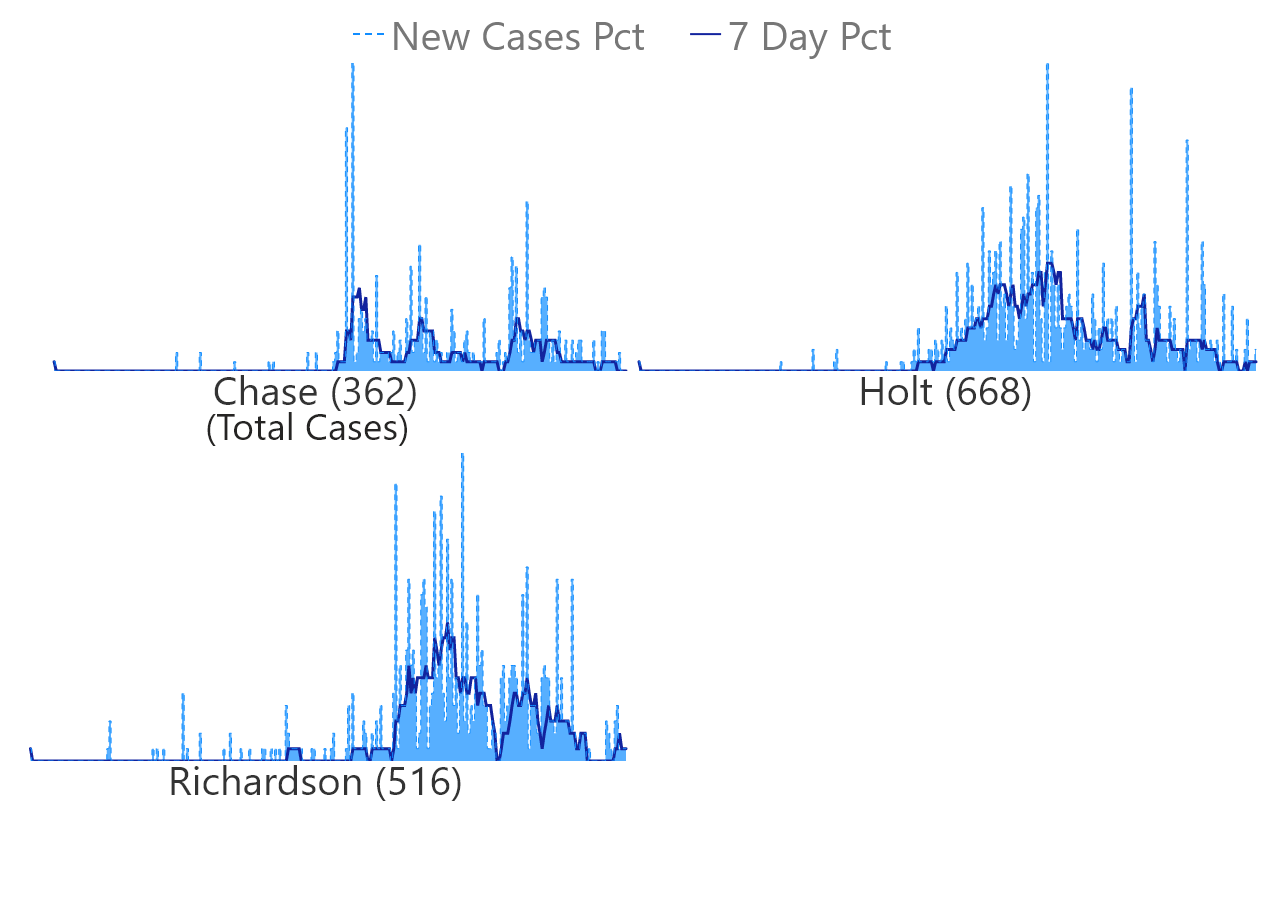 New Cases Pct 7 Day Pct
Chase (362)
(Total Cases)
Holt (668)
Richardson (516)